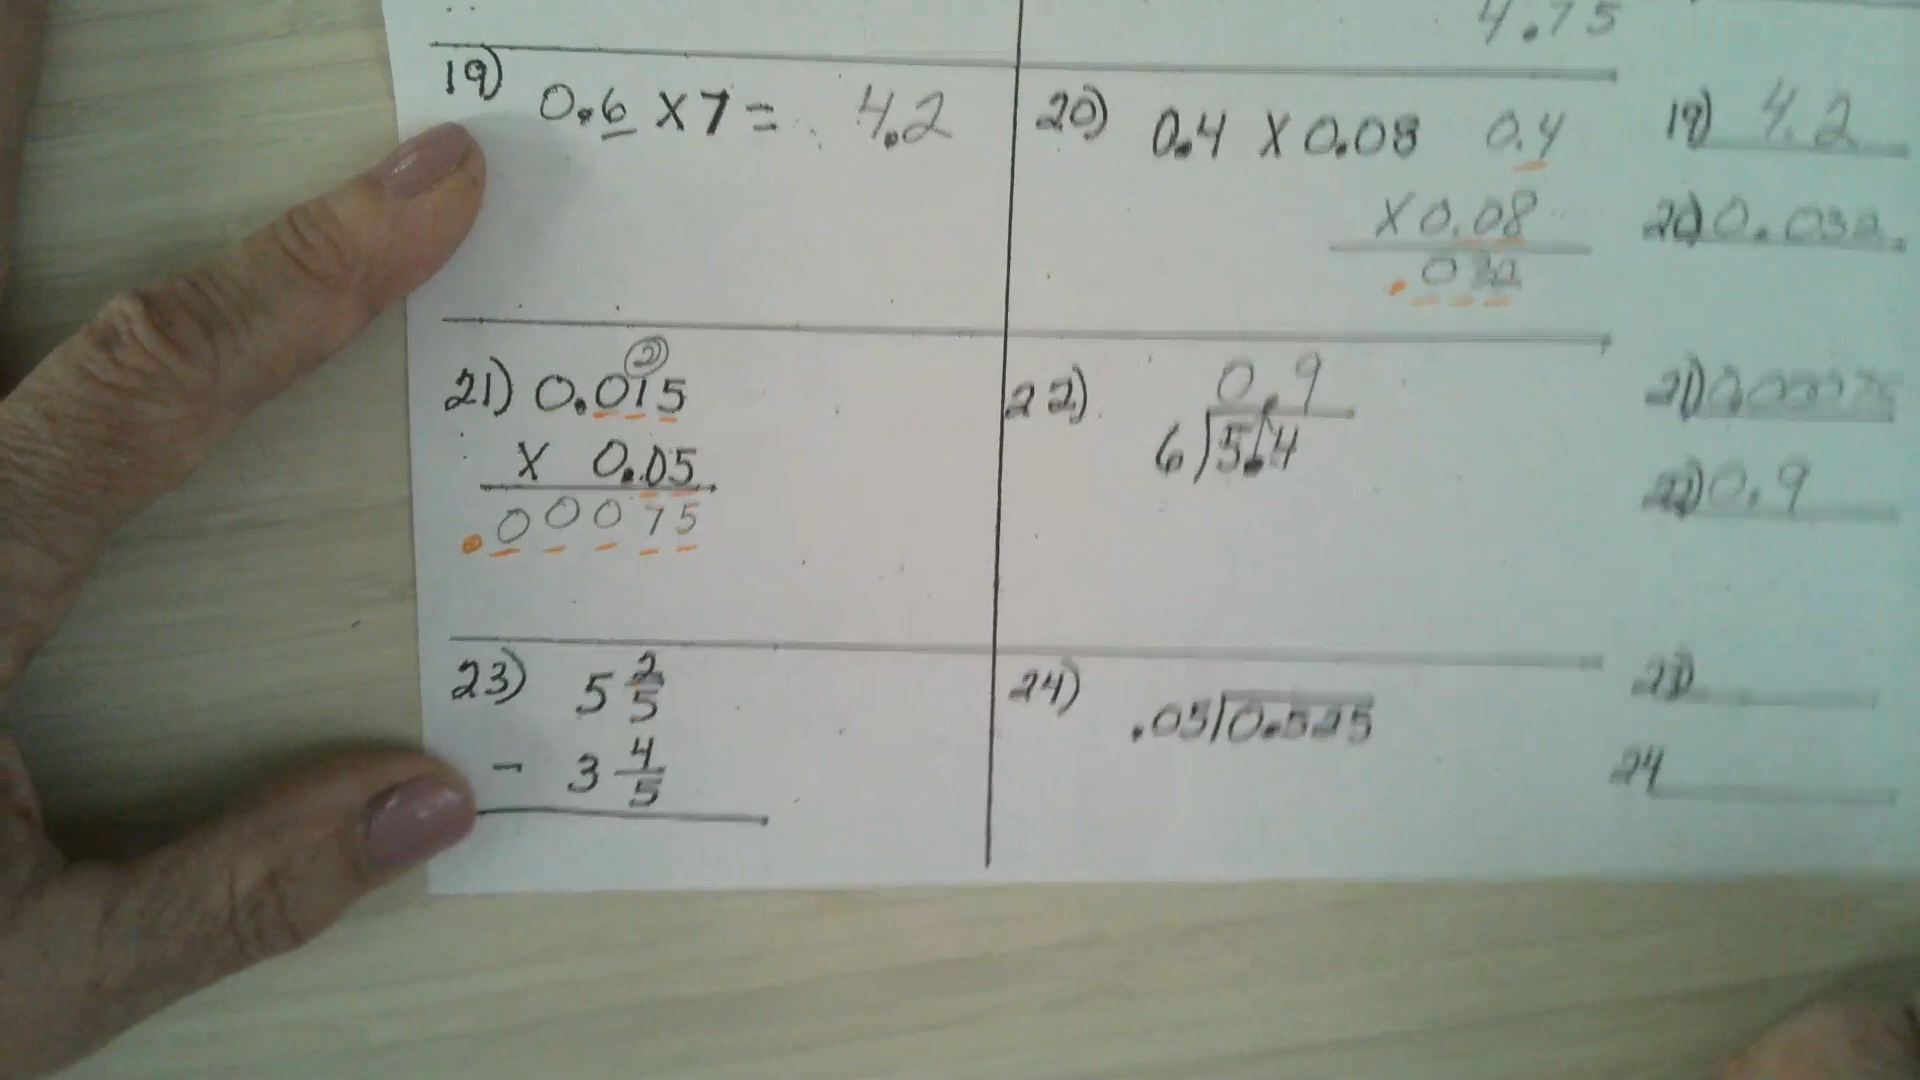 4.75
19) 0.6 X 7 = 4.2
20) 0.4 X 0.08
0.4
X 0.08
.032
19) 4.2
20) 0.032
21) 0.015
2
X 0.05
.00075
22) 0.9
6)5.4
21) 0.00075
22) 0.9
23) 5 2/5
- 3 4/5
24) .05)0.525
23)
24